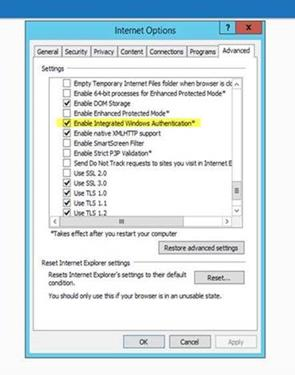 Internet Options
?
x
General Security Privacy Content Connections Programs Advanced
Settings
Empty Temporary Internet Files folder when browser is
Enable 64-bit processes for Enhanced Protected Mode*
Enable DOM Storage
Enable Enhanced Protected Mode*
Enable Integrated Windows Authentication*
Enable native XMLHTTP support
Enable SmartScreen Filter
Enable Strict P3P Validation*
Send Do Not Track requests to sites you visit in Internet E
Use SSL 2.0
Use SSL 3.0
Use TLS 1.0
Use TLS 1.1
Use TLS 1.2
*Takes effect after you restart your computer
Restore advanced settings
Reset Internet Explorer settings
Resets Internet Explorer's settings to their default
condition.
Reset...
You should only use this if your browser is in an unusable state.
OK Cancel Apply